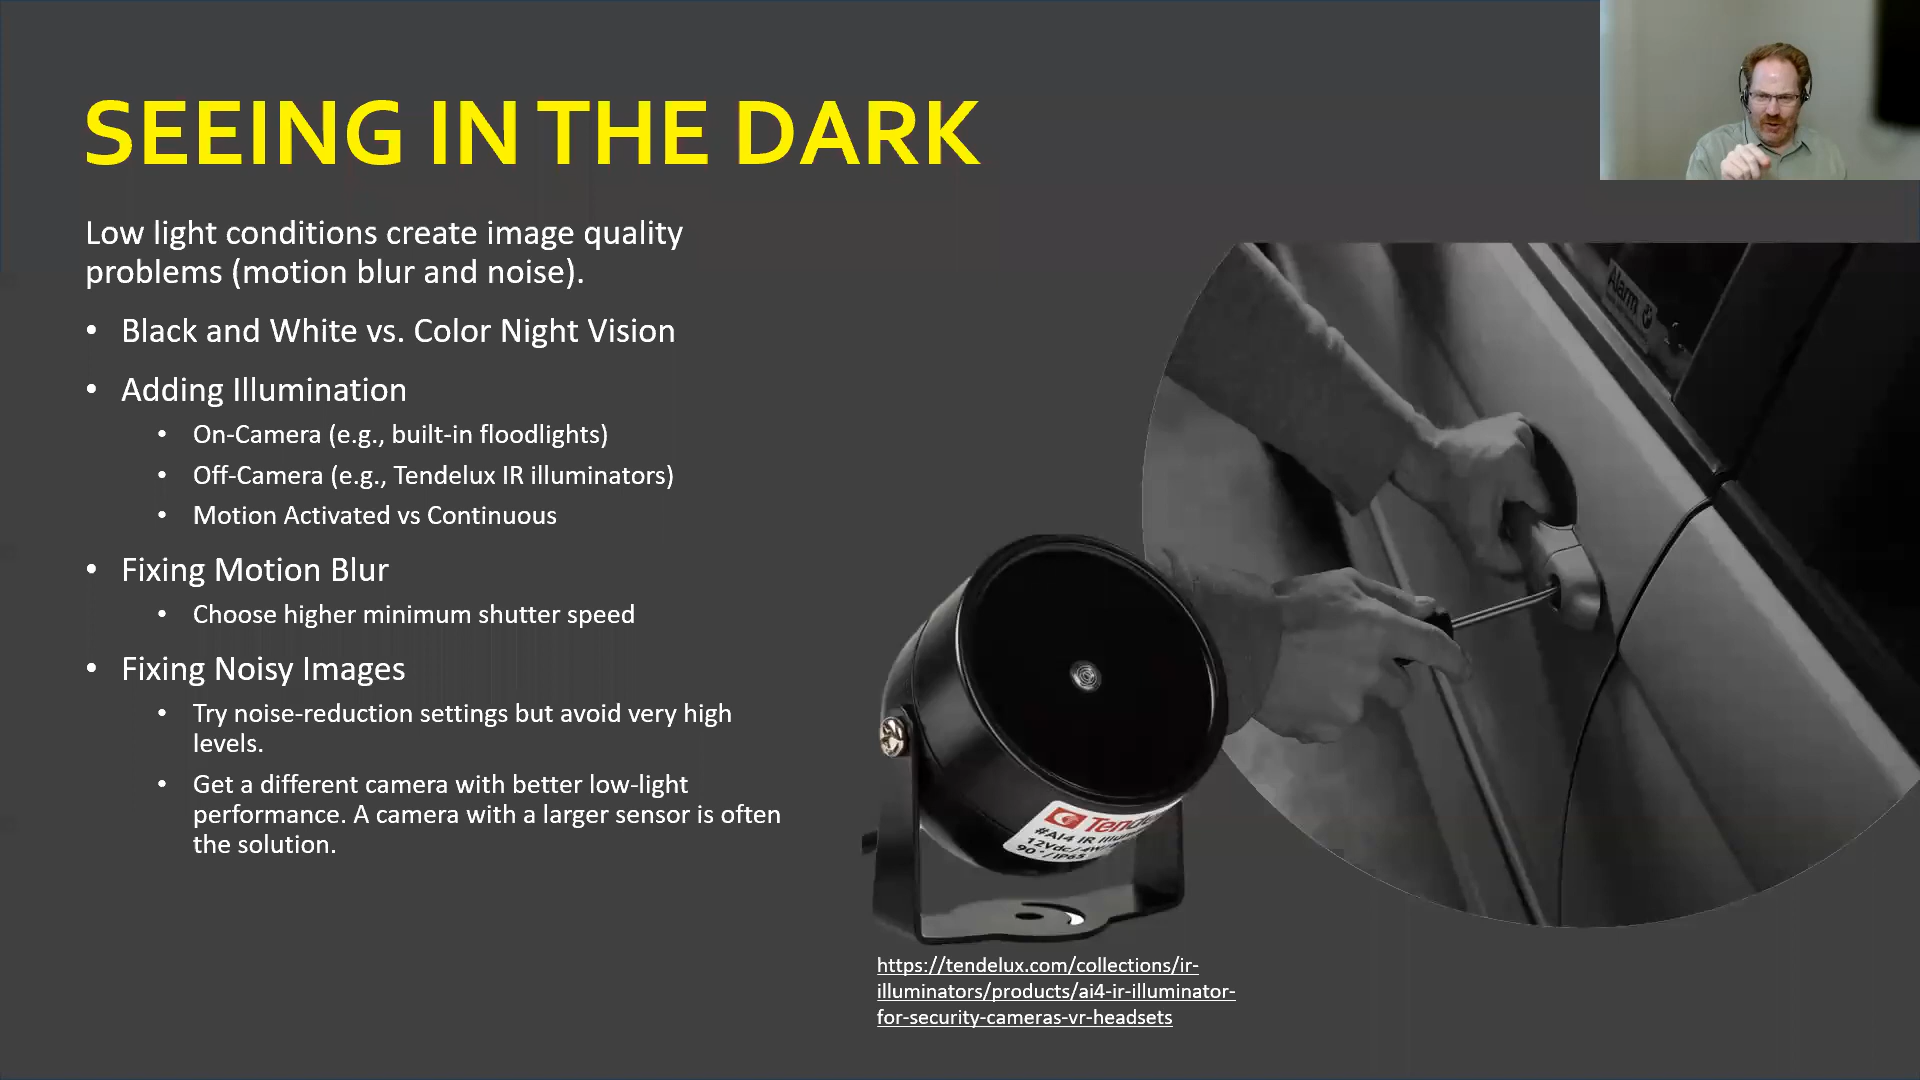 SEEING IN THE DARK
Low light conditions create image quality
problems (motion blur and noise).
• Black and White vs. Color Night Vision
• Adding Illumination
• On-Camera (e.g., built-in floodlights)
• Off-Camera (e.g., Tendelux IR illuminators)
• Motion Activated vs Continuous
• Fixing Motion Blur
• Choose higher minimum shutter speed
• Fixing Noisy Images
• Try noise-reduction settings but avoid very high
levels.
• Get a different camera with better low-light
performance. A camera with a larger sensor is often
the solution.
Alarm
#AI4 IR
12Vdc/
90°/IP65
https://tendelux.com/collections/ir-
illuminators/products/ai4-ir-illuminator-
for-security-cameras-vr-headsets